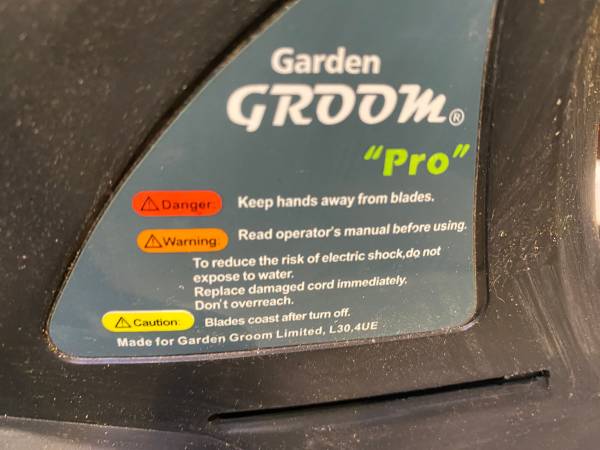 Garden
GROOM®
"Pro"
Danger: Keep hands away from blades.
Warning: Read operator's manual before using.
To reduce the risk of electric shock,do not
expose to water.
Replace damaged cord immediately.
Don't overreach.
Caution: Blades coast after turn off.
Made for Garden Groom Limited, L30,4UE